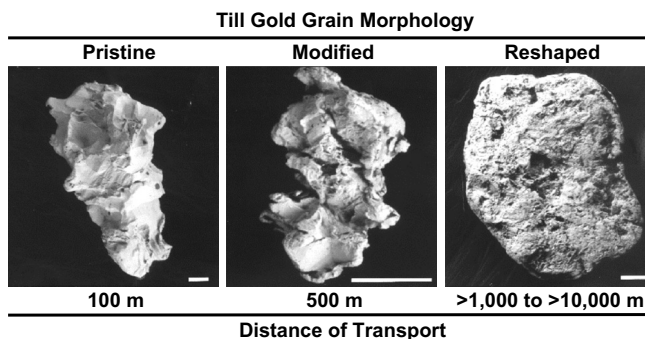 Till Gold Grain Morphology
Pristine Modified Reshaped
100 m 500 m >1,000 to >10,000 m
Distance of Transport